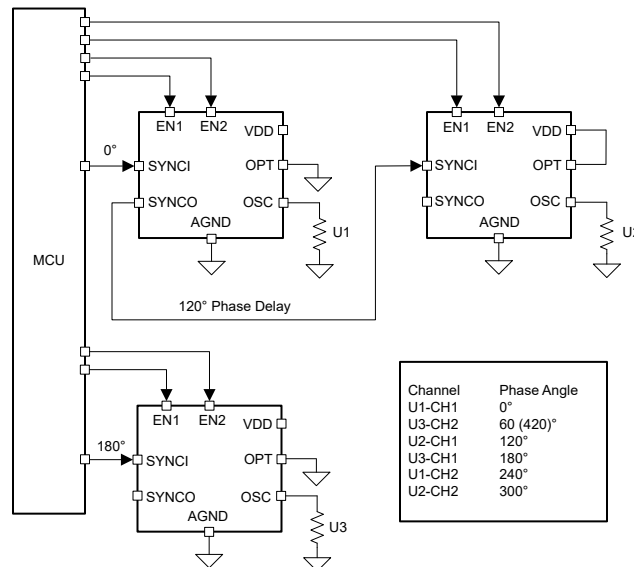 EN1 EN2
VDD
0°
SYNCI
OPT
SYNCO
OSC
AGND
U1
EN1 EN2
VDD
SYNCI
OPT
SYNCO
OSC
AGND
MCU
120° Phase Delay
EN1 EN2
VDD
180°
SYNCI
OPT
SYNCO
OSC
AGND
U3
Channel Phase Angle
U1-CH1 0°
U3-CH2 60 (420)°
U2-CH1 120°
U3-CH1 180°
U1-CH2 240°
U2-CH2 300°